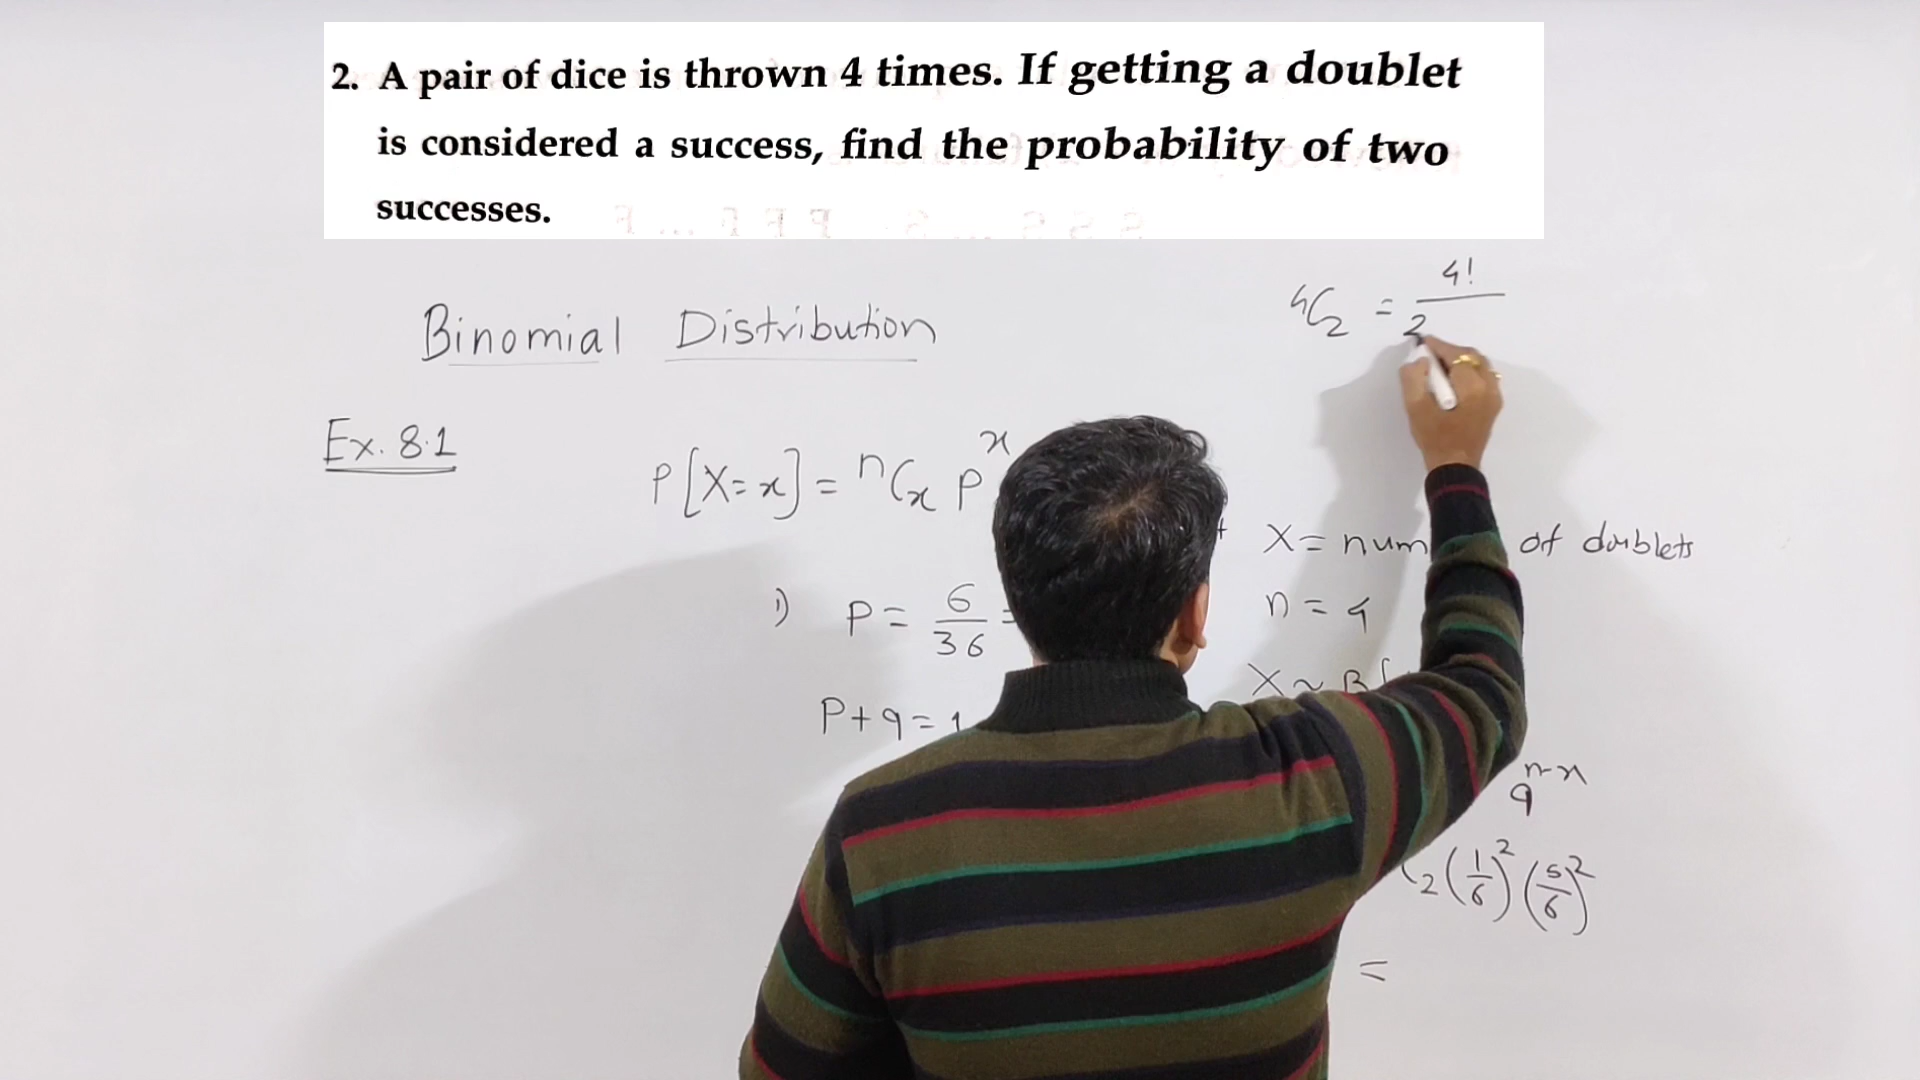 2. A pair of dice is thrown 4 times. If getting a doublet
is considered a success, find the probability of two
successes.
4C2 = 4!
2
Binomial Distribution
Ex. 8.1
P[X=x] = nCx p^x
X = num of doublets
1) P = 6/36 =
n = 4
X ~ B(
P+q=1
q^n-x
C2 (1/6)^2 (5/6)^2
=